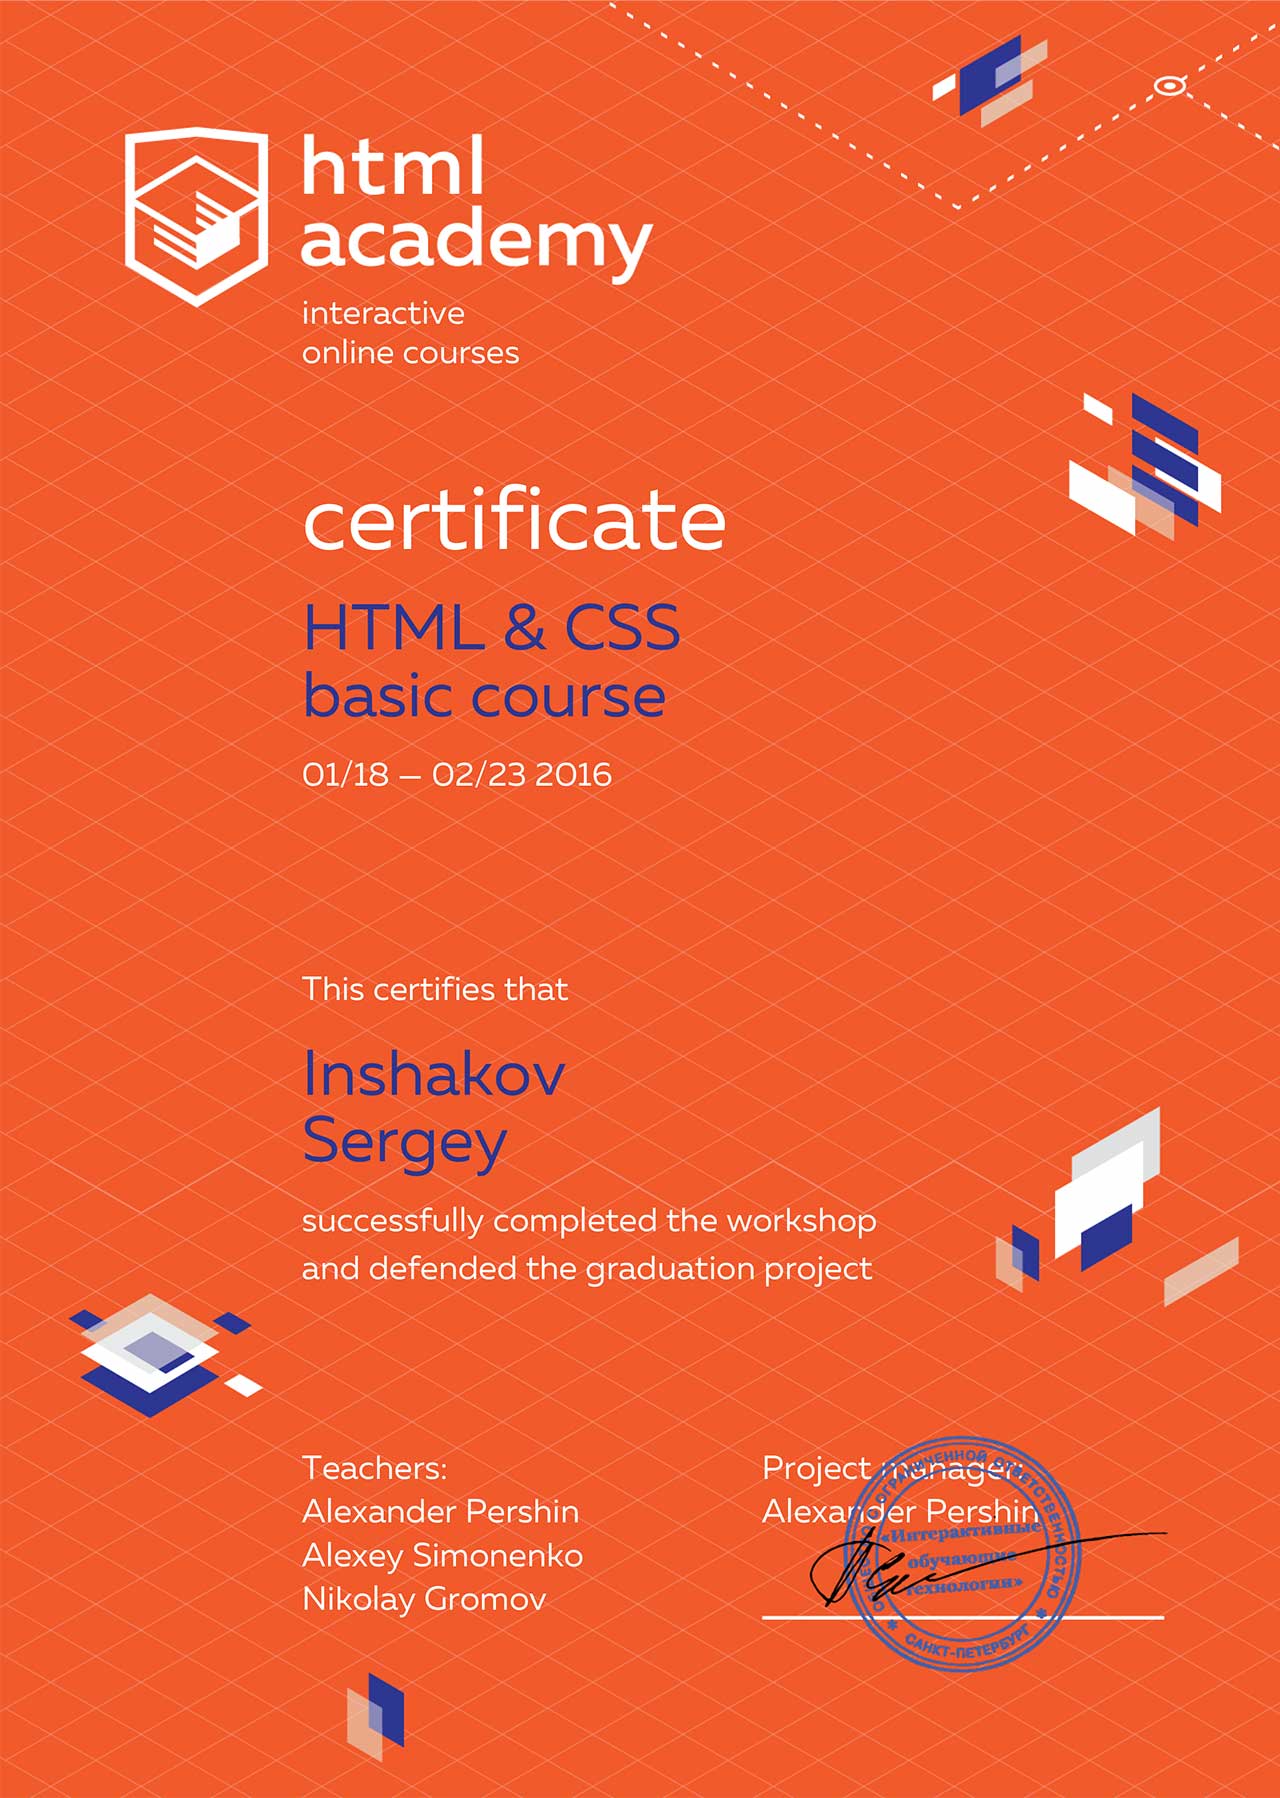 html
academy
interactive
online courses
certificate
HTML & CSS
basic course
01/18 — 02/23 2016
This certifies that
Inshakov
Sergey
successfully completed the workshop
and defended the graduation project
Teachers:
Alexander Pershin
Alexey Simonenko
Nikolay Gromov
Project manager:
Alexander Pershin
ОБЩЕСТВО С ОГРАНИЧЕННОЙ ОТВЕТСТВЕННОСТЬЮ
«Интерактивные
обучающие
технологии»
САНКТ-ПЕТЕРБУРГ